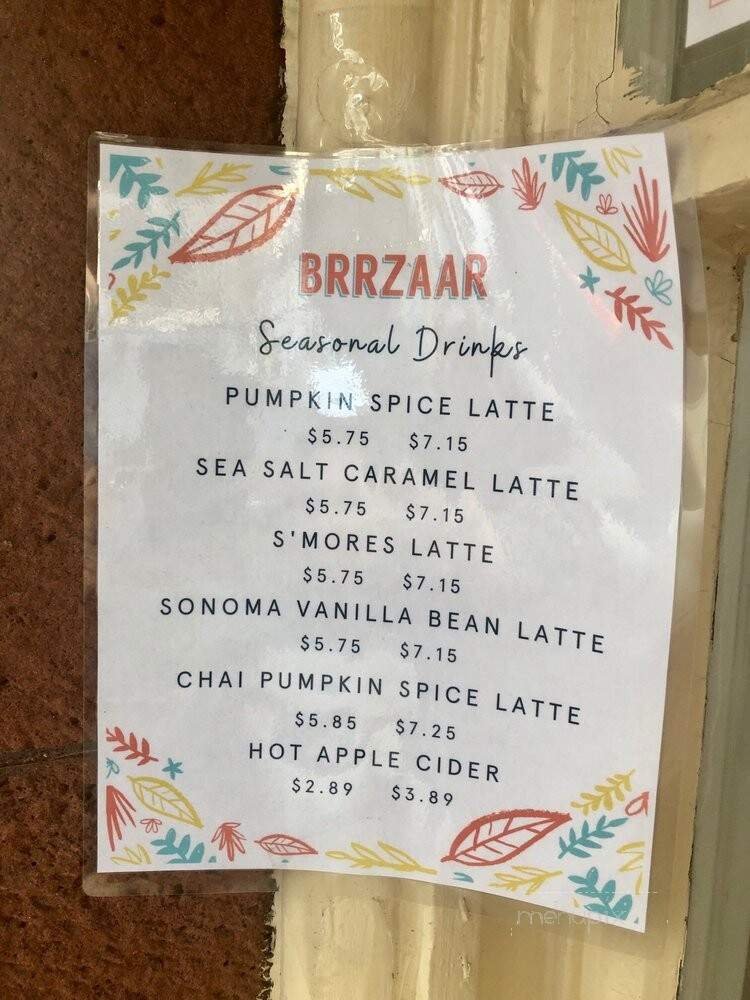 BRRZAAR
Seasonal Drinks
PUMPKIN SPICE LATTE
$5.75 $7.15
SEA SALT CARAMEL LATTE
$5.75 $7.15
S'MORES LATTE
$5.75 $7.15
SONOMA VANILLA BEAN LATTE
$5.75 $7.15
CHAI PUMPKIN SPICE LATTE
$5.85 $7.25
HOT APPLE CIDER
$2.89 $3.89
menupix